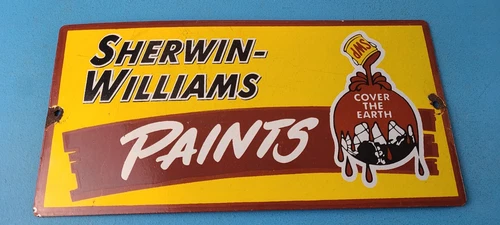 SHERWIN-
WILLIAMS
PAINTS
SWP
COVER
THE
EARTH